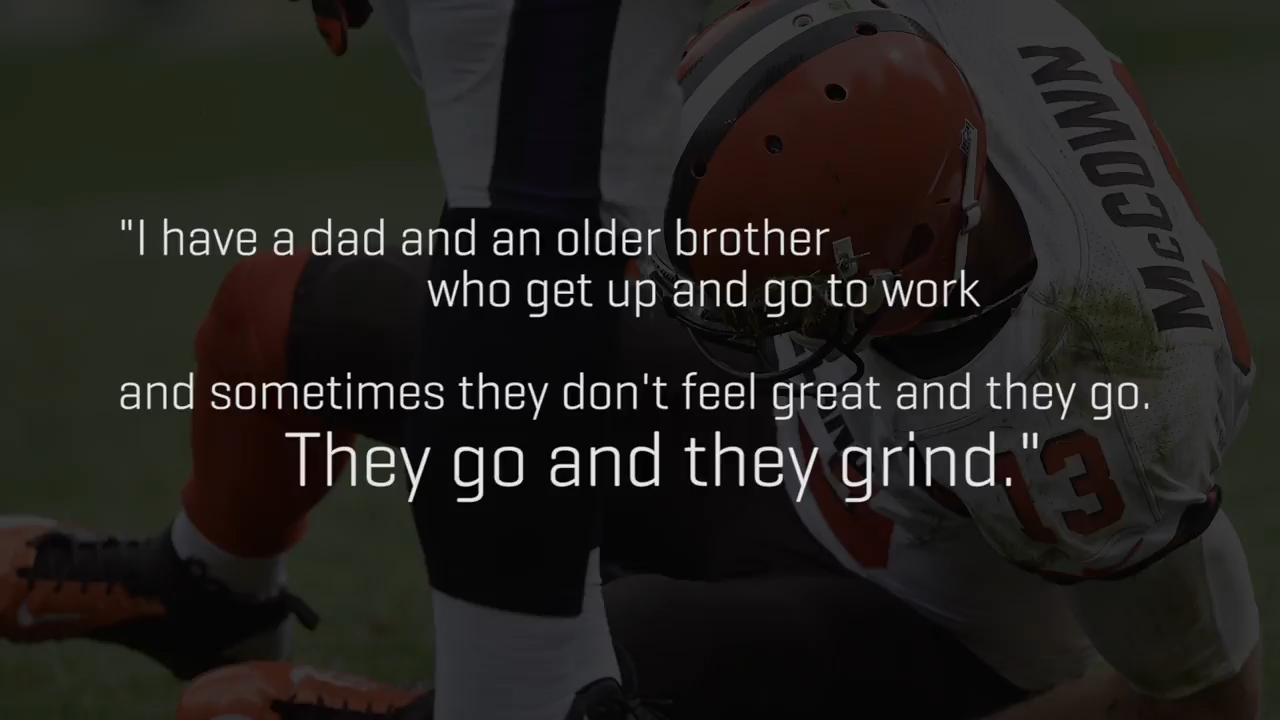 "I have a dad and an older brother
who get up and go to work
and sometimes they don't feel great and they go.
They go and they grind."
McCOWN
13